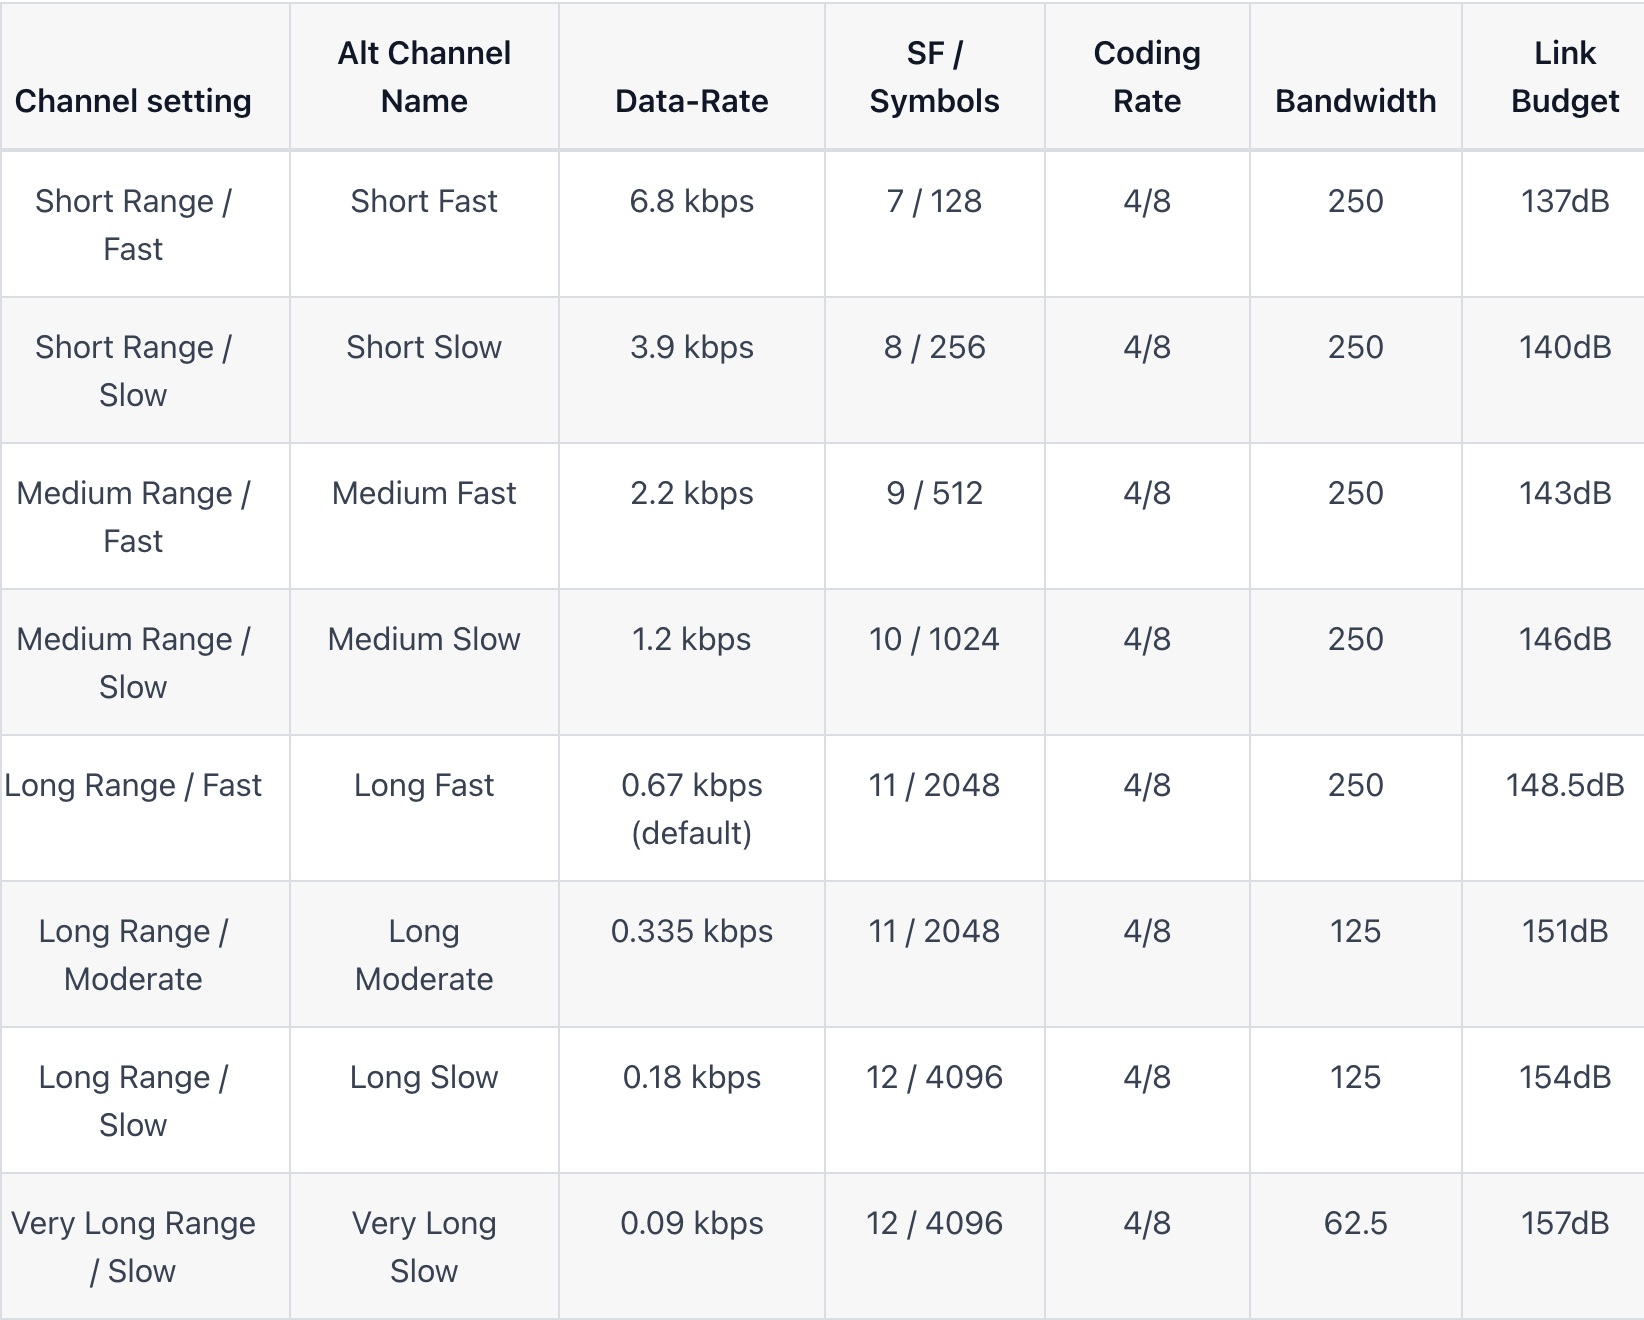 Channel setting
Alt Channel
Name
Data-Rate
SF /
Symbols
Coding
Rate
Bandwidth
Link
Budget
Short Range /
Fast
Short Fast
6.8 kbps
7 / 128
4/8
250
137dB
Short Range /
Slow
Short Slow
3.9 kbps
8 / 256
4/8
250
140dB
Medium Range /
Fast
Medium Fast
2.2 kbps
9 / 512
4/8
250
143dB
Medium Range /
Slow
Medium Slow
1.2 kbps
10 / 1024
4/8
250
146dB
Long Range / Fast
Long Fast
0.67 kbps
(default)
11 / 2048
4/8
250
148.5dB
Long Range /
Moderate
Long
Moderate
0.335 kbps
11 / 2048
4/8
125
151dB
Long Range /
Slow
Long Slow
0.18 kbps
12 / 4096
4/8
125
154dB
Very Long Range
/ Slow
Very Long
Slow
0.09 kbps
12 / 4096
4/8
62.5
157dB